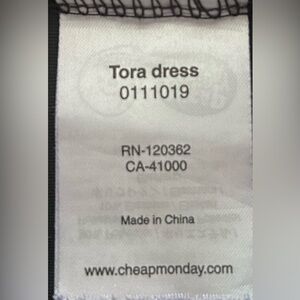 Tora dress
0111019
RN-120362
CA-41000
Made in China
www.cheapmonday.com